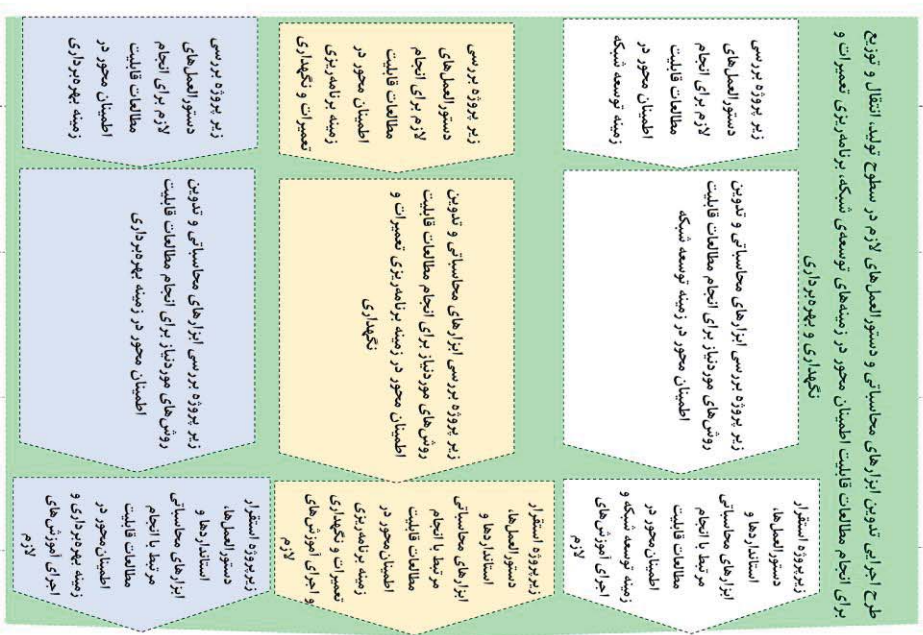 طرح اجرایی تدوین ابزارهای محاسباتی و دستورالعمل‌های لازم در سطوح تولید، انتقال و توزیع
برای انجام مطالعات قابلیت اطمینان محور در زمینه‌های توسعه‌ی شبکه، برنامه‌ریزی تعمیرات و
نگهداری و بهره‌برداری
زیر پروژه بررسی
دستورالعمل‌های
لازم برای انجام
مطالعات قابلیت
اطمینان محور در
زمینه توسعه شبکه
زیر پروژه بررسی ابزارهای محاسباتی و تدوین
روش‌های موردنیاز برای انجام مطالعات قابلیت
اطمینان محور در زمینه توسعه شبکه
زیرپروژه استقرار
دستورالعمل‌ها،
استانداردها و
ابزارهای محاسباتی
مرتبط با انجام
مطالعات قابلیت
اطمینان‌محور در
زمینه توسعه شبکه و
اجرای آموزش‌های
لازم
زیر پروژه بررسی
دستورالعمل‌های
لازم برای انجام
مطالعات قابلیت
اطمینان محور در
زمینه برنامه‌ریزی
تعمیرات و نگهداری
زیر پروژه بررسی ابزارهای محاسباتی و تدوین
روش‌های موردنیاز برای انجام مطالعات قابلیت
اطمینان محور در زمینه برنامه‌ریزی تعمیرات و
نگهداری
زیرپروژه استقرار
دستورالعمل‌ها،
استانداردها و
ابزارهای محاسباتی
مرتبط با انجام
مطالعات قابلیت
اطمینان‌محور در
زمینه برنامه‌ریزی
تعمیرات و نگهداری
و اجرای آموزش‌های
لازم
زیر پروژه بررسی
دستورالعمل‌های
لازم برای انجام
مطالعات قابلیت
اطمینان محور در
زمینه بهره‌برداری
زیر پروژه بررسی ابزارهای محاسباتی و تدوین
روش‌های موردنیاز برای انجام مطالعات قابلیت
اطمینان محور در زمینه بهره‌برداری
زیرپروژه استقرار
دستورالعمل‌ها،
استانداردها و
ابزارهای محاسباتی
مرتبط با انجام
مطالعات قابلیت
اطمینان‌محور در
زمینه بهره‌برداری و
اجرای آموزش‌های
لازم